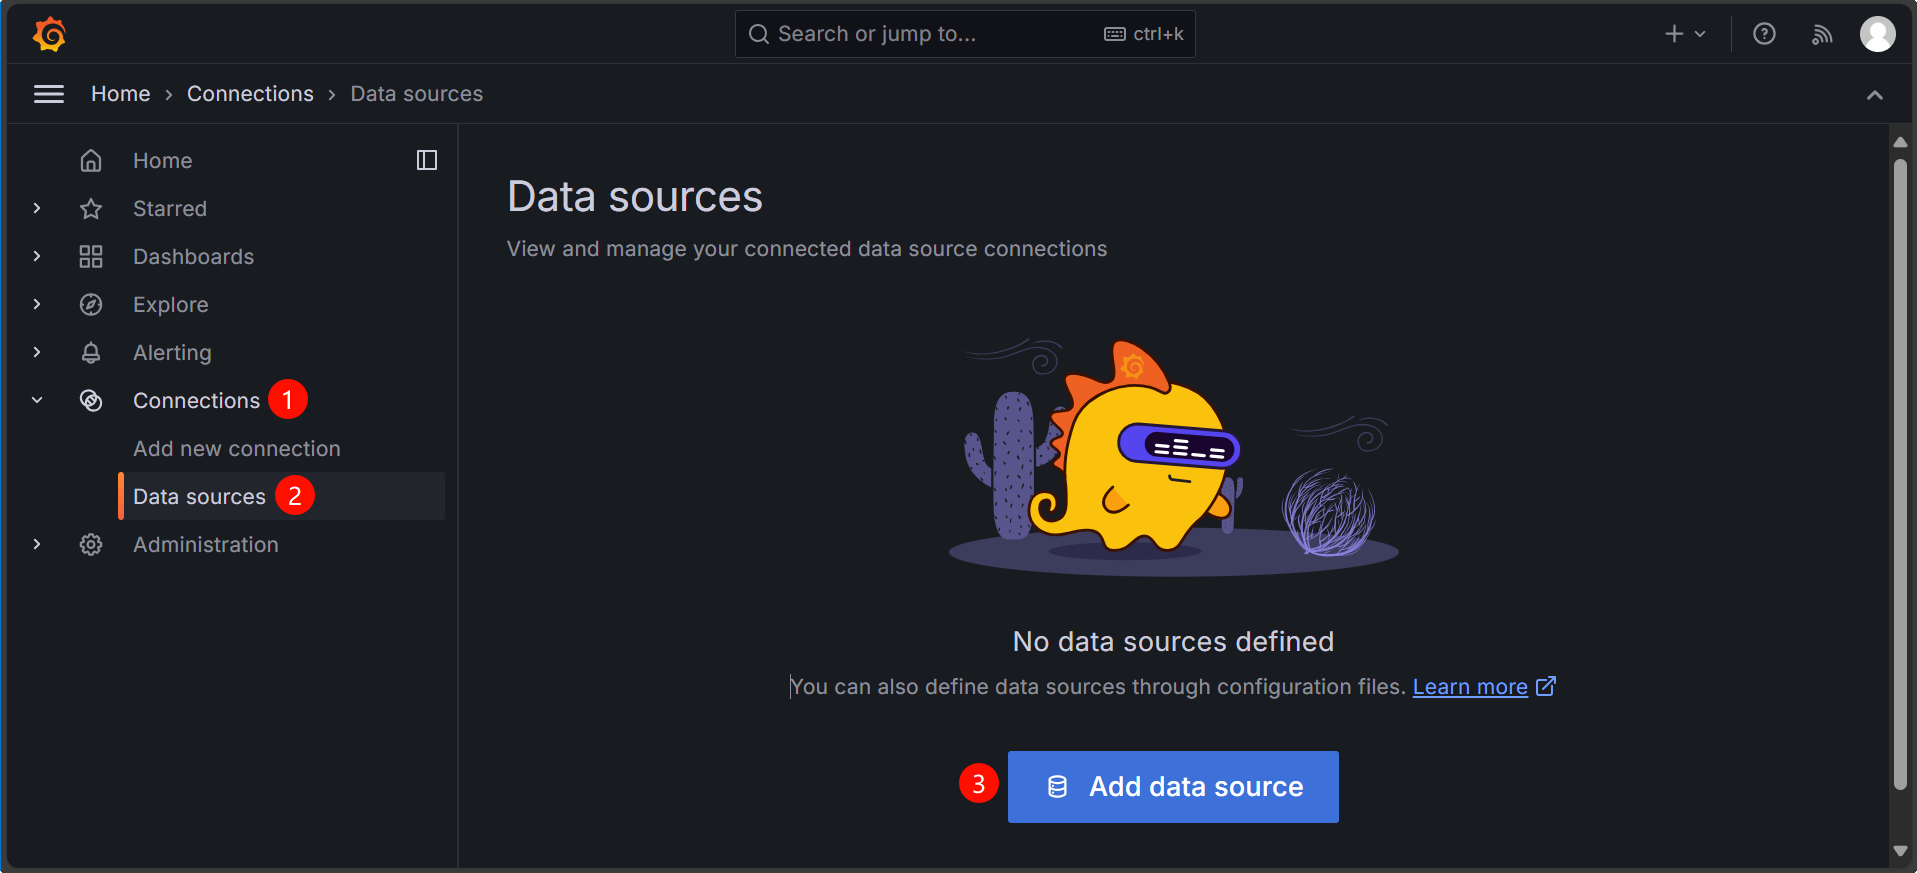 Search or jump to...
ctrl+k
Home
Connections
Data sources
Home
Starred
Dashboards
Explore
Alerting
Connections 1
Add new connection
Data sources 2
Administration
Data sources
View and manage your connected data source connections
No data sources defined
You can also define data sources through configuration files. Learn more
3 Add data source